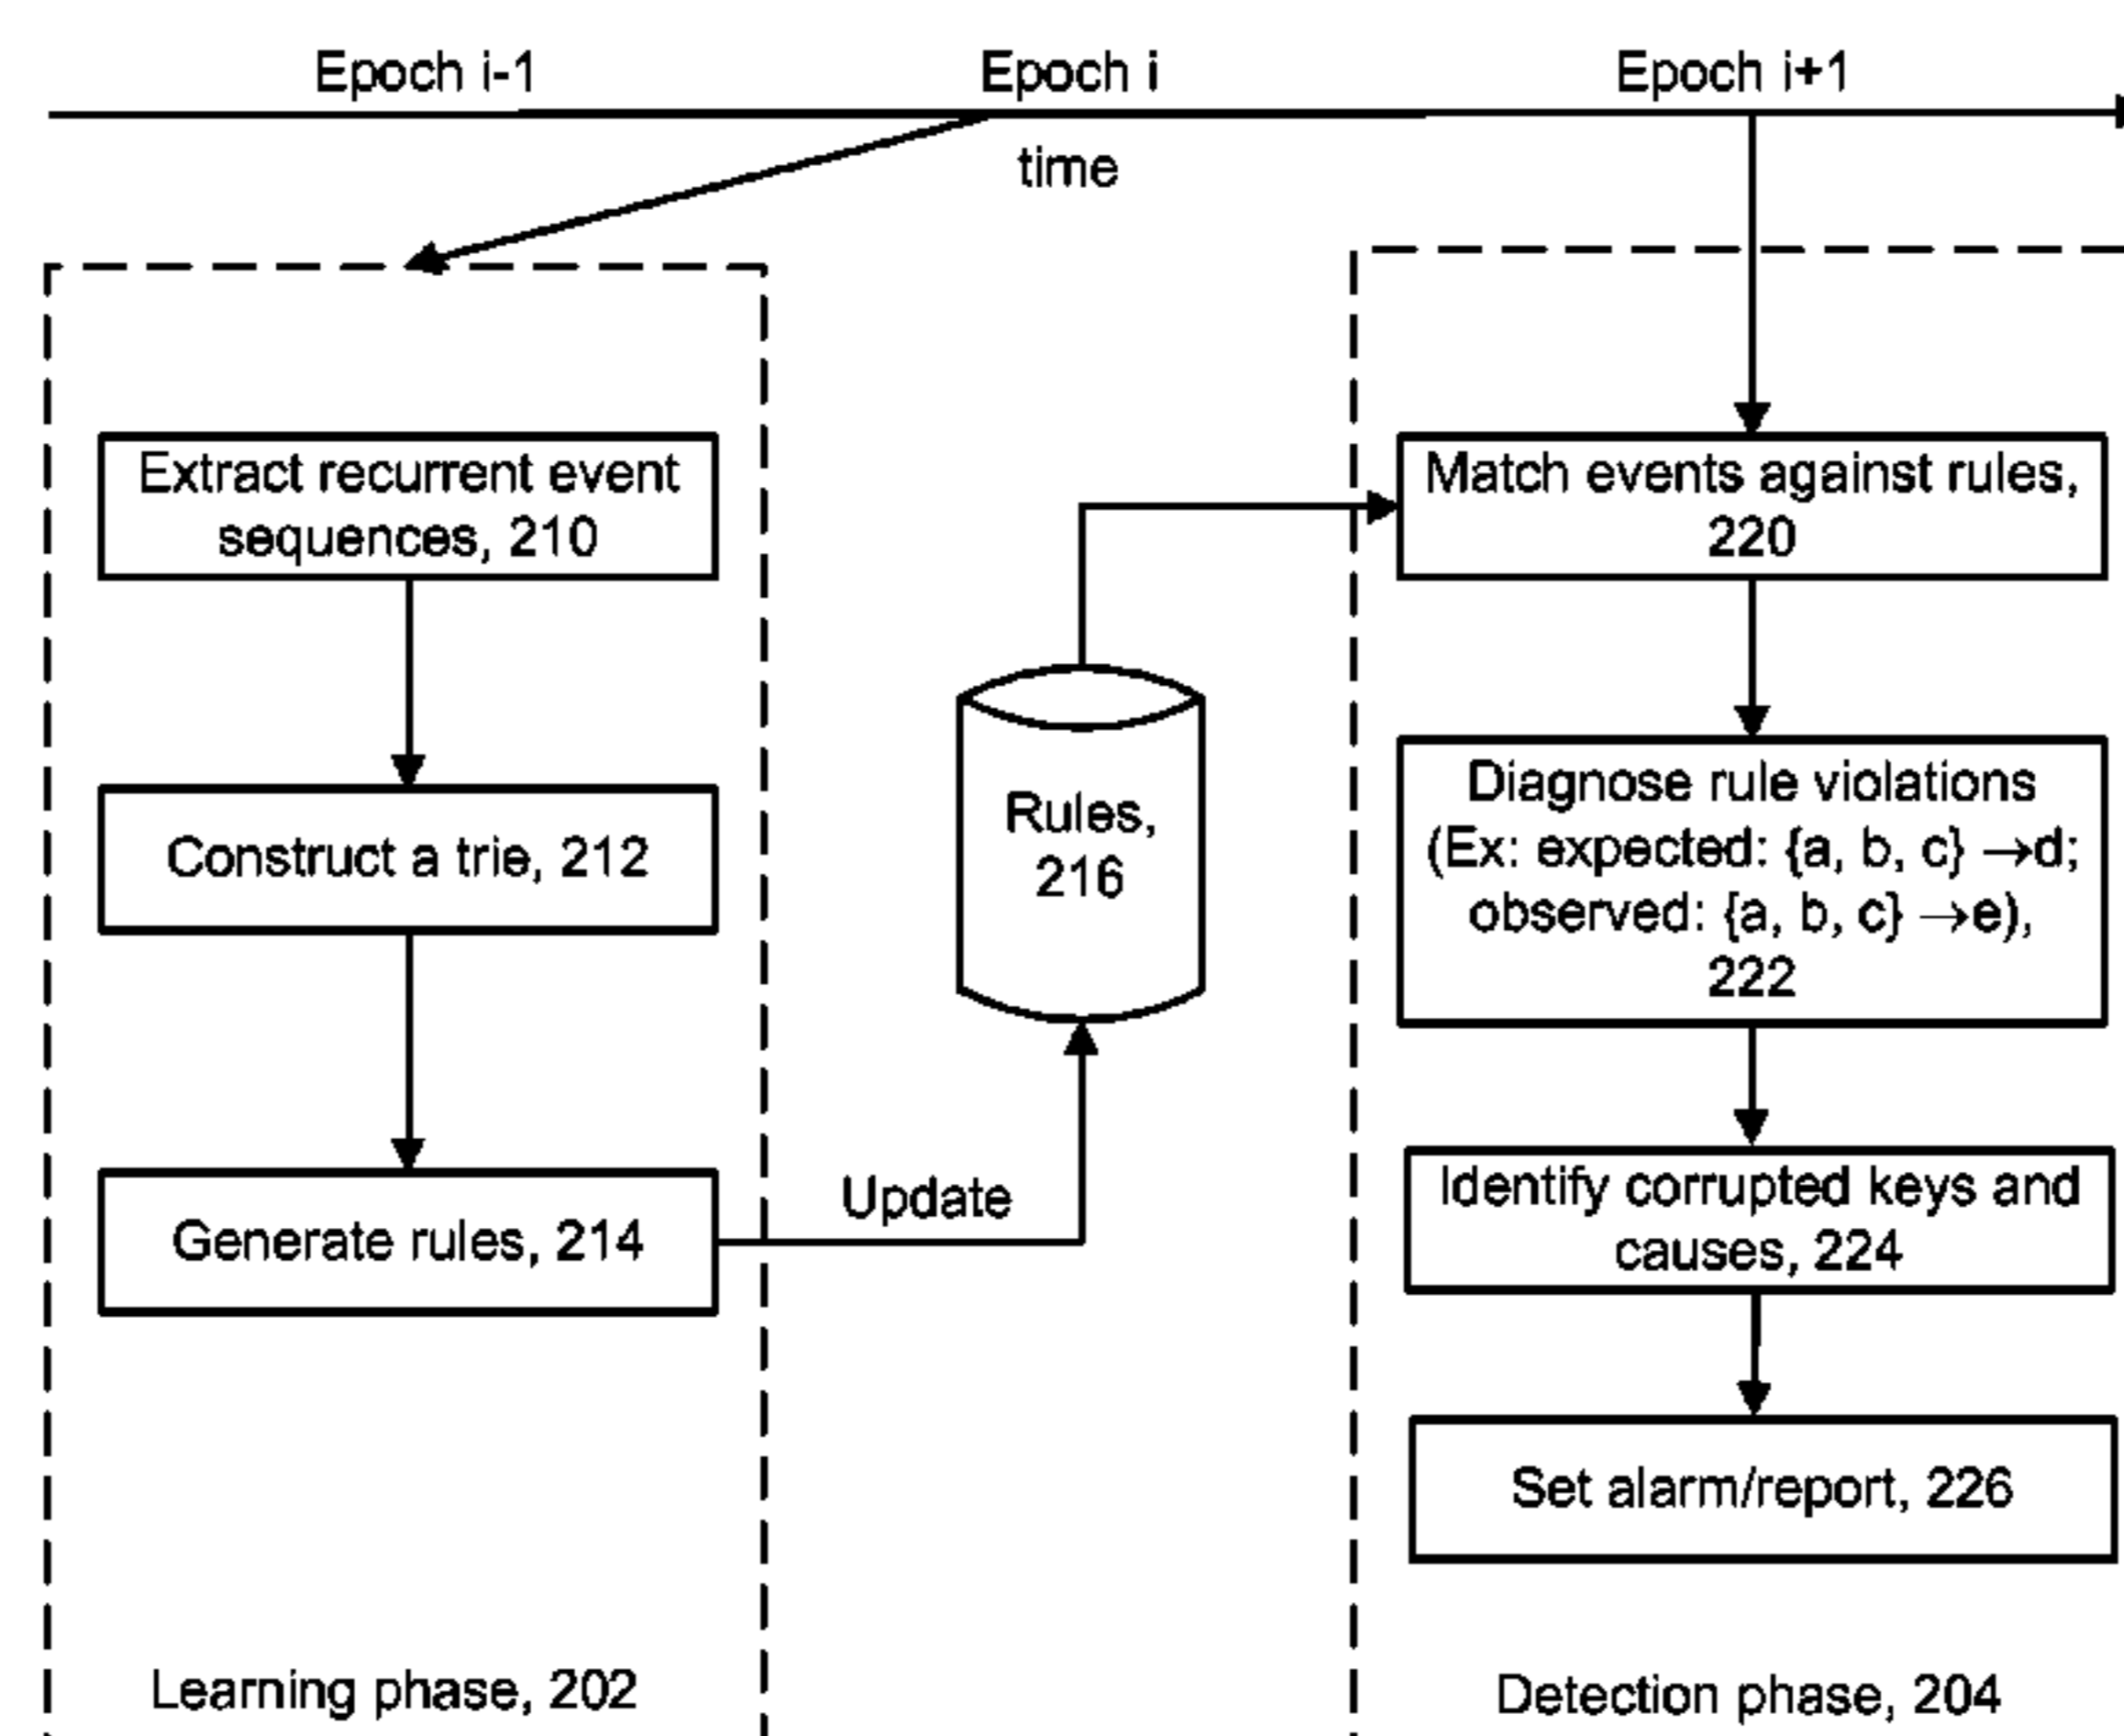 Epoch i-1
Epoch i
Epoch i+1
time
Extract recurrent event
sequences, 210
Construct a trie, 212
Generate rules, 214
Learning phase, 202
Update
Rules,
216
Match events against rules,
220
Diagnose rule violations
(Ex: expected: {a, b, c} →d;
observed: {a, b, c} →e),
222
Identify corrupted keys and
causes, 224
Set alarm/report, 226
Detection phase, 204